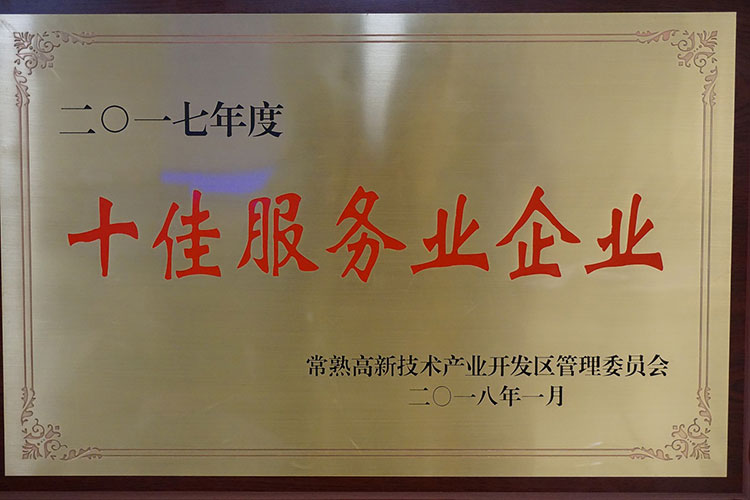 二〇一七年度
十佳服务业企业
常熟高新技术产业开发区管理委员会
二〇一八年一月